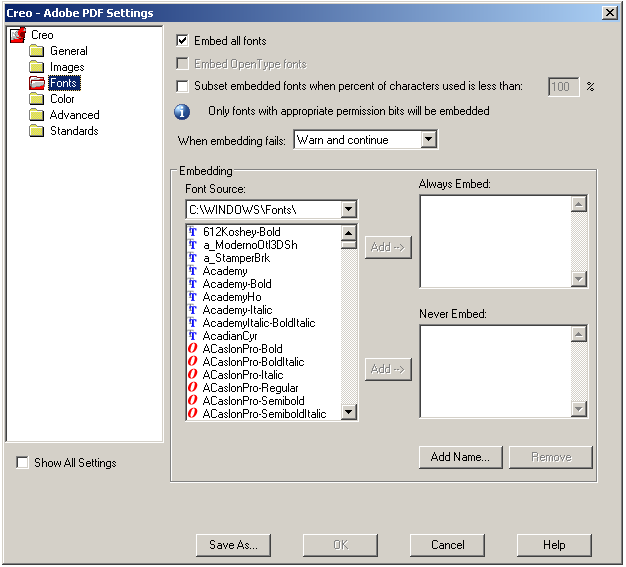 Creo - Adobe PDF Settings
Creo
General
Images
Fonts
Color
Advanced
Standards
Show All Settings
Embed all fonts
Embed OpenType fonts
Subset embedded fonts when percent of characters used is less than: 100 %
Only fonts with appropriate permission bits will be embedded
When embedding fails: Warn and continue
Embedding
Font Source:
C:\WINDOWS\Fonts\
612Koshey-Bold
a_ModernoOtl3DSh
a_StamperBrk
Academy
Academy-Bold
AcademyHo
Academy-Italic
AcademyItalic-BoldItalic
AcadianCyr
ACaslonPro-Bold
ACaslonPro-BoldItalic
ACaslonPro-Italic
ACaslonPro-Regular
ACaslonPro-Semibold
ACaslonPro-SemiboldItalic
Add -->
Add -->
Always Embed:
Never Embed:
Add Name... Remove
Save As... OK Cancel Help